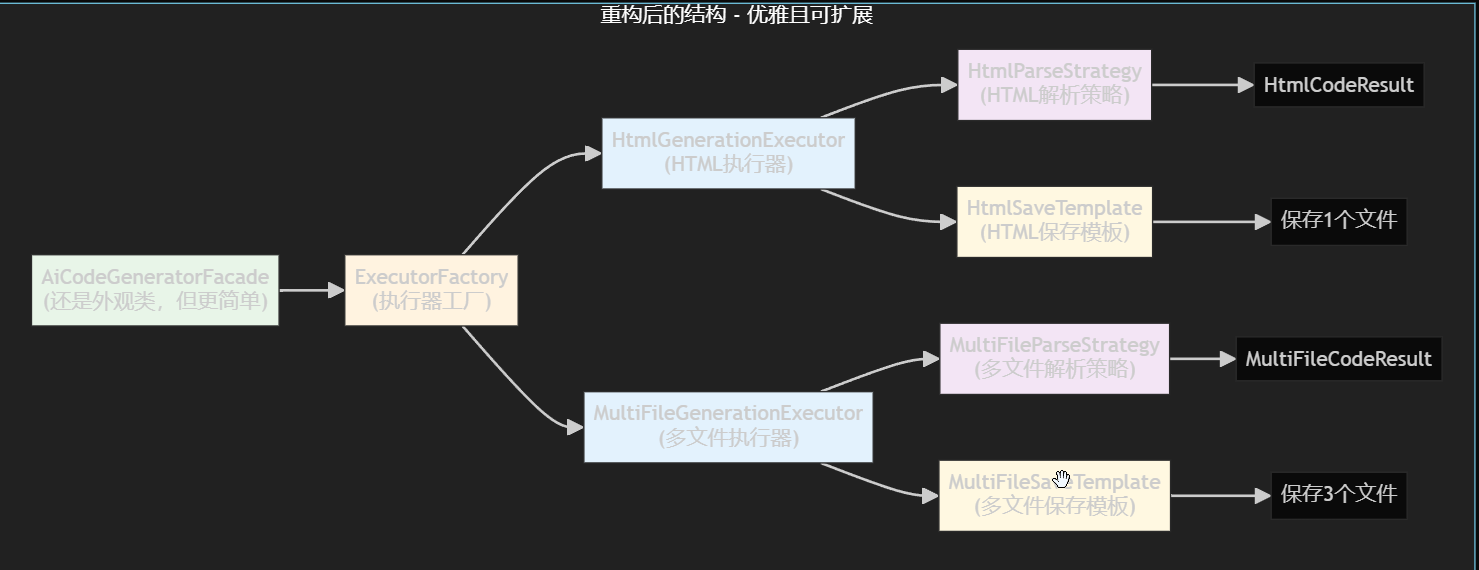 重构后的结构 - 优雅且可扩展
AiCodeGeneratorFacade
(还是外观类，但更简单)
ExecutorFactory
(执行器工厂)
HtmlGenerationExecutor
(HTML执行器)
HtmlParseStrategy
(HTML解析策略)
HtmlCodeResult
HtmlSaveTemplate
(HTML保存模板)
保存1个文件
MultiFileGenerationExecutor
(多文件执行器)
MultiFileParseStrategy
(多文件解析策略)
MultiFileCodeResult
MultiFileSaveTemplate
(多文件保存模板)
保存3个文件